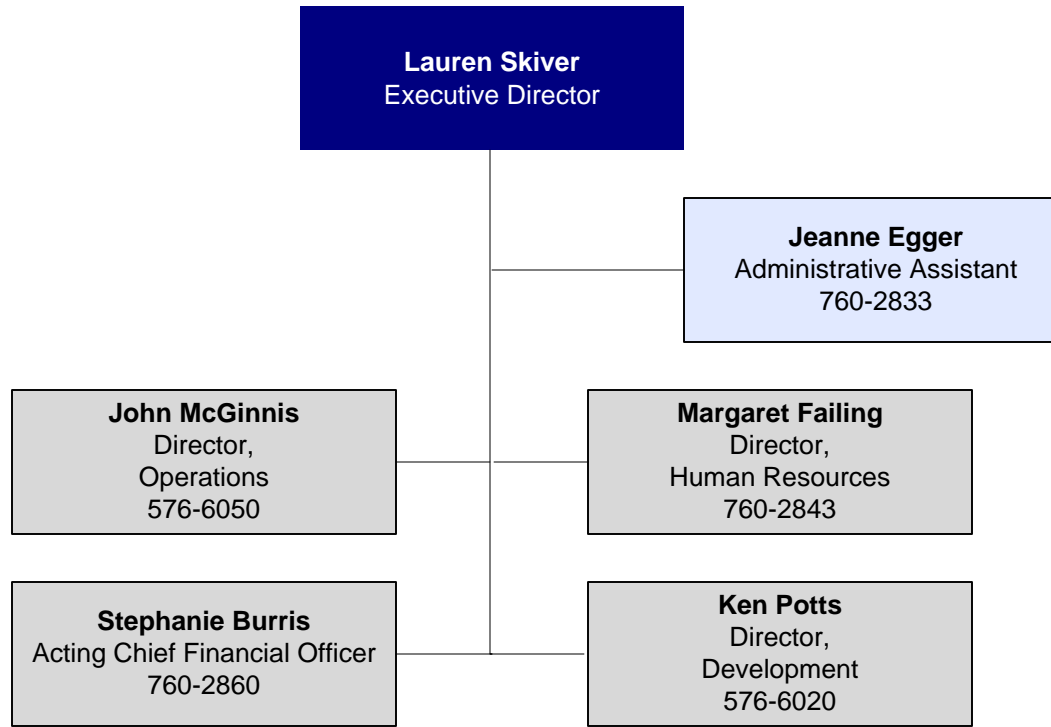 Lauren Skiver
Executive Director
Jeanne Egger
Administrative Assistant
760-2833
John McGinnis
Director,
Operations
576-6050
Margaret Failing
Director,
Human Resources
760-2843
Stephanie Burris
Acting Chief Financial Officer
760-2860
Ken Potts
Director,
Development
576-6020